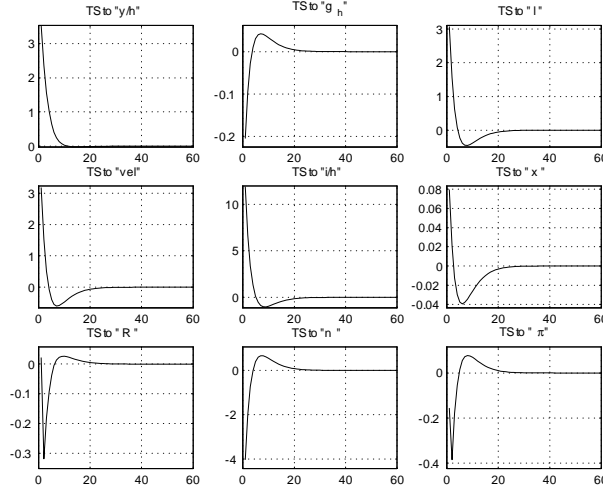 TS to "y/h"
TS to "g_h"
TS to "l"
3
2
1
0
0
-0.1
-0.2
3
2
1
0
0 20 40 60
0 20 40 60
0 20 40 60
TS to "vel"
TS to "i/h"
TS to "x"
3
2
1
0
10
5
0
0.08
0.06
0.04
0.02
0
-0.02
-0.04
0 20 40 60
0 20 40 60
0 20 40 60
TS to "R"
TS to "n"
TS to "π"
0
-0.1
-0.2
-0.3
0
-2
-4
0
-0.2
-0.4
0 20 40 60
0 20 40 60
0 20 40 60